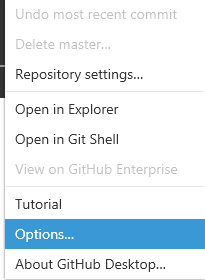 Undo most recent commit
Delete master...
Repository settings...
Open in Explorer
Open in Git Shell
View on GitHub Enterprise
Tutorial
Options...
About GitHub Desktop...